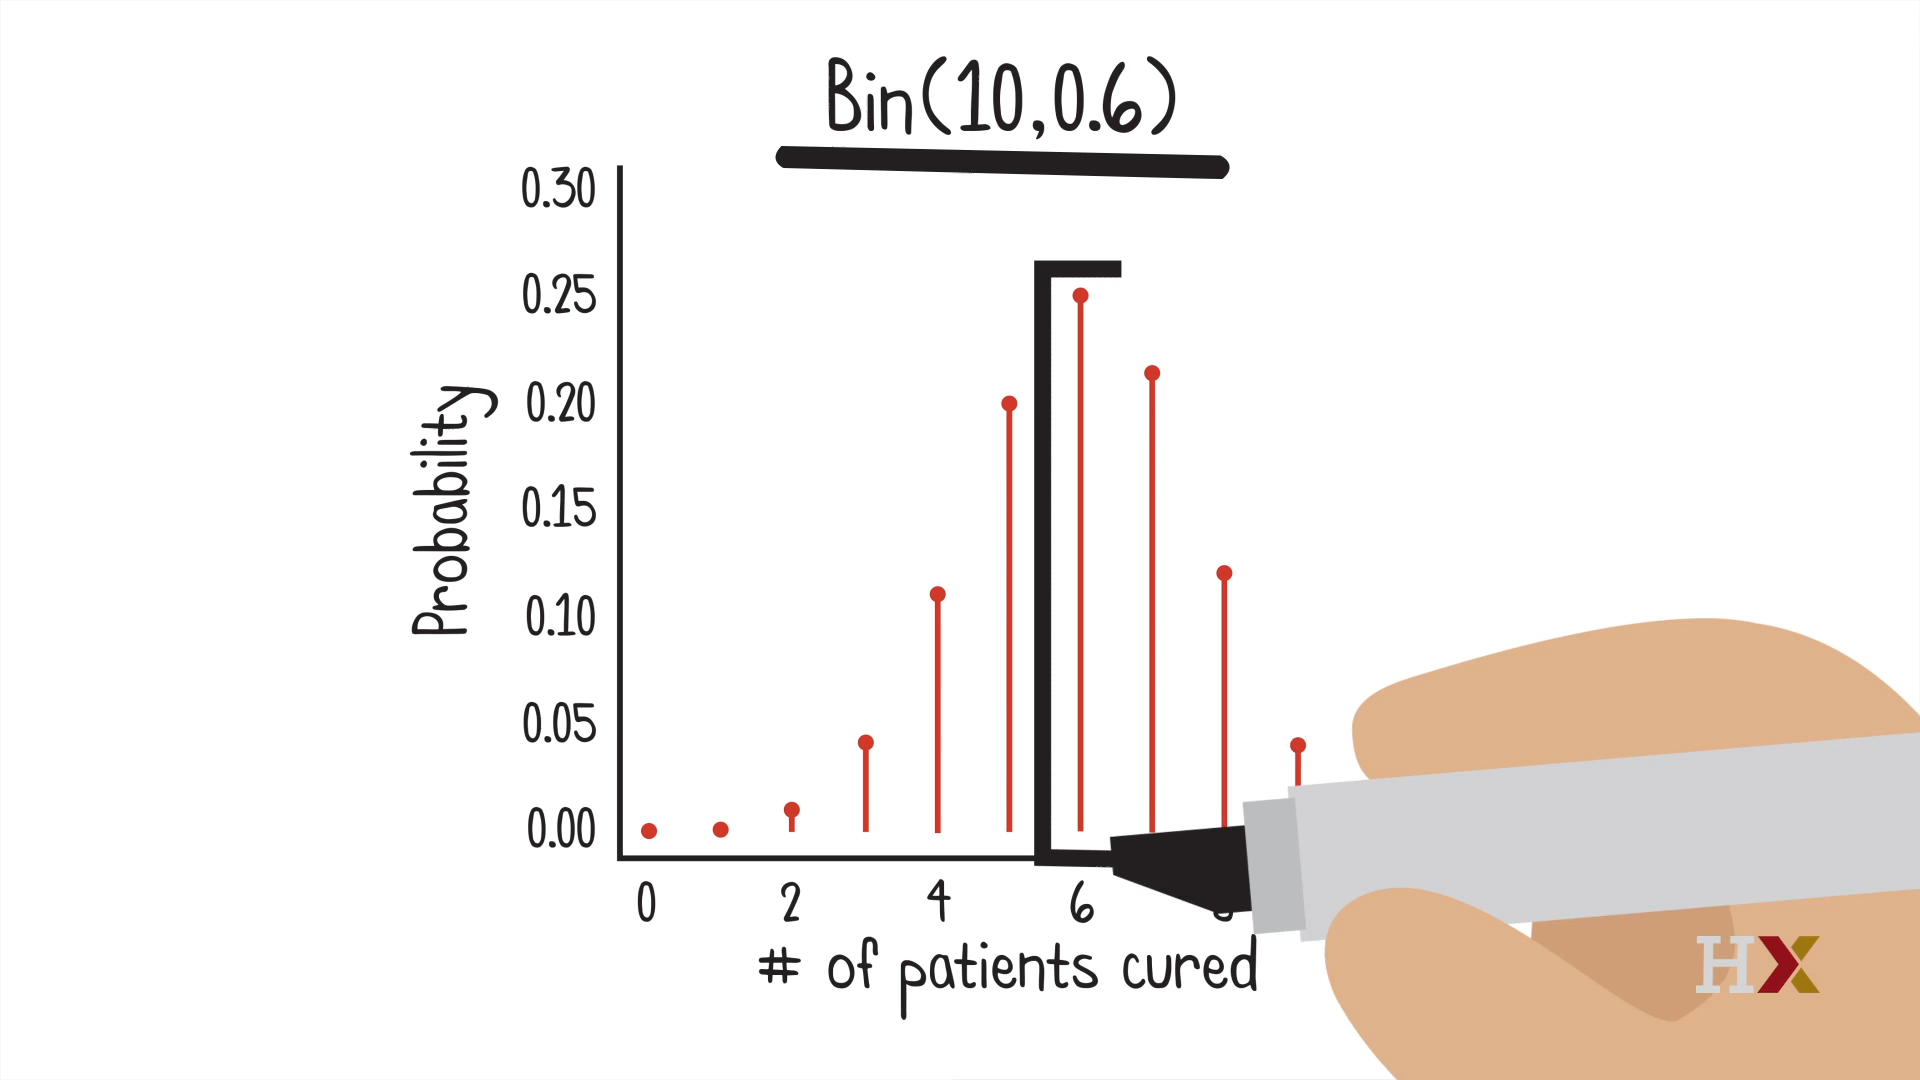 Bin(10,0.6)
0.30
0.25
0.20
0.15
0.10
0.05
0.00
Probability
0 2 4 6
# of patients cured
HX